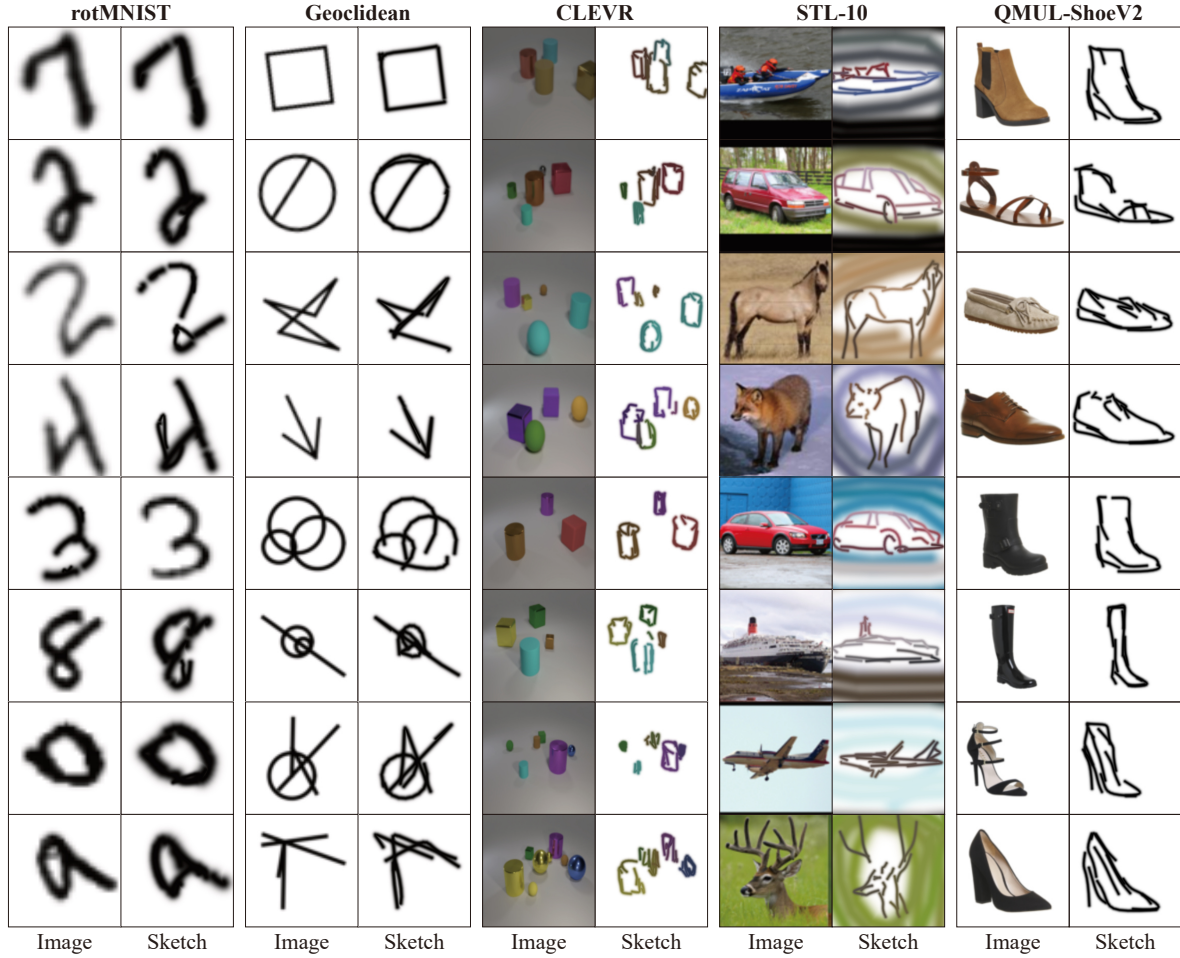 rotMNIST Geoclidean CLEVR STL-10 QMUL-ShoeV2
Image Sketch Image Sketch Image Sketch Image Sketch Image Sketch